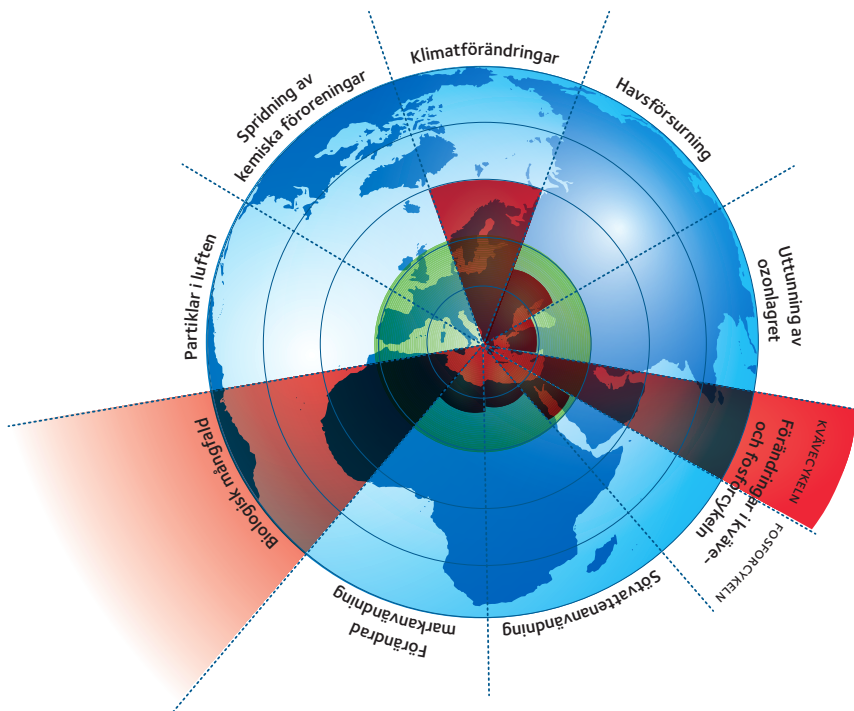 Klimatförändringar
Havsförsurning
Uttunning av
ozonlagret
KVÄVECYKELN
Förändringar i kväve-
och fosforcykeln
FOSFORCYKELN
Sötvattenanvändning
Förändrad
markanvändning
Biologisk mångfald
Partiklar i luften
Spridning av
kemiska föroreningar